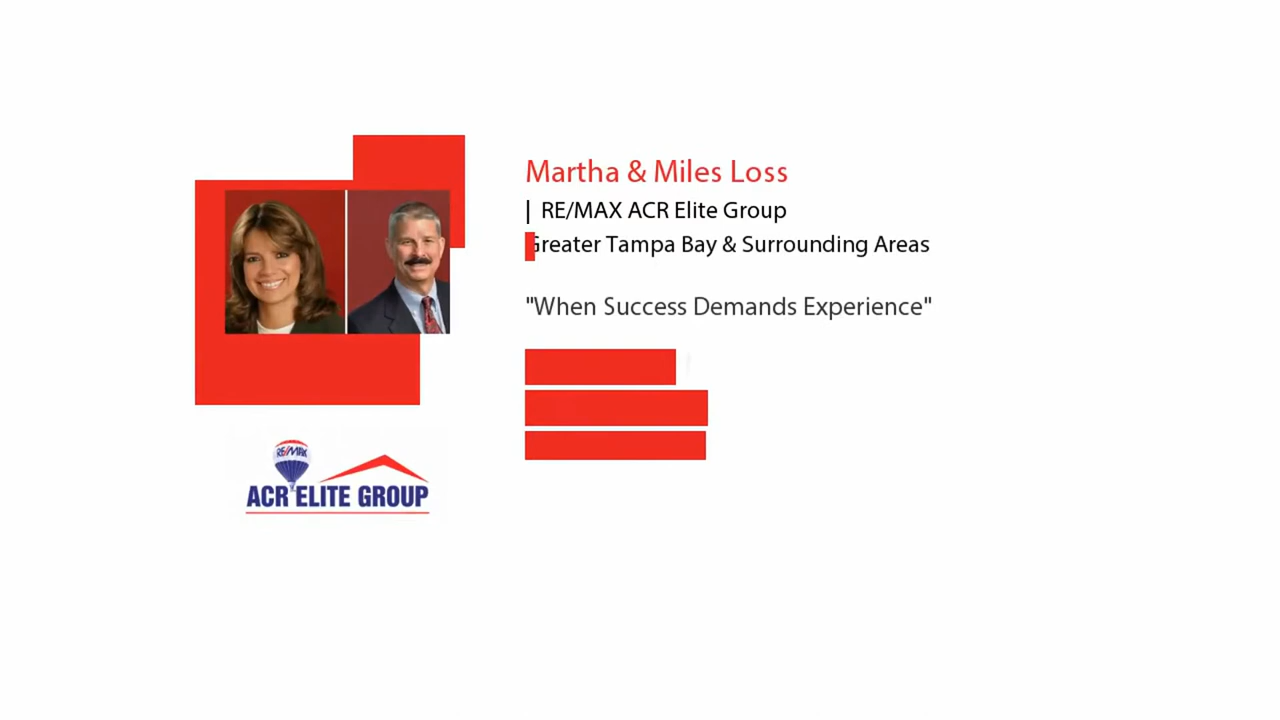 Martha & Miles Loss
| RE/MAX ACR Elite Group
Greater Tampa Bay & Surrounding Areas
"When Success Demands Experience"
RE/MAX
ACR ELITE GROUP